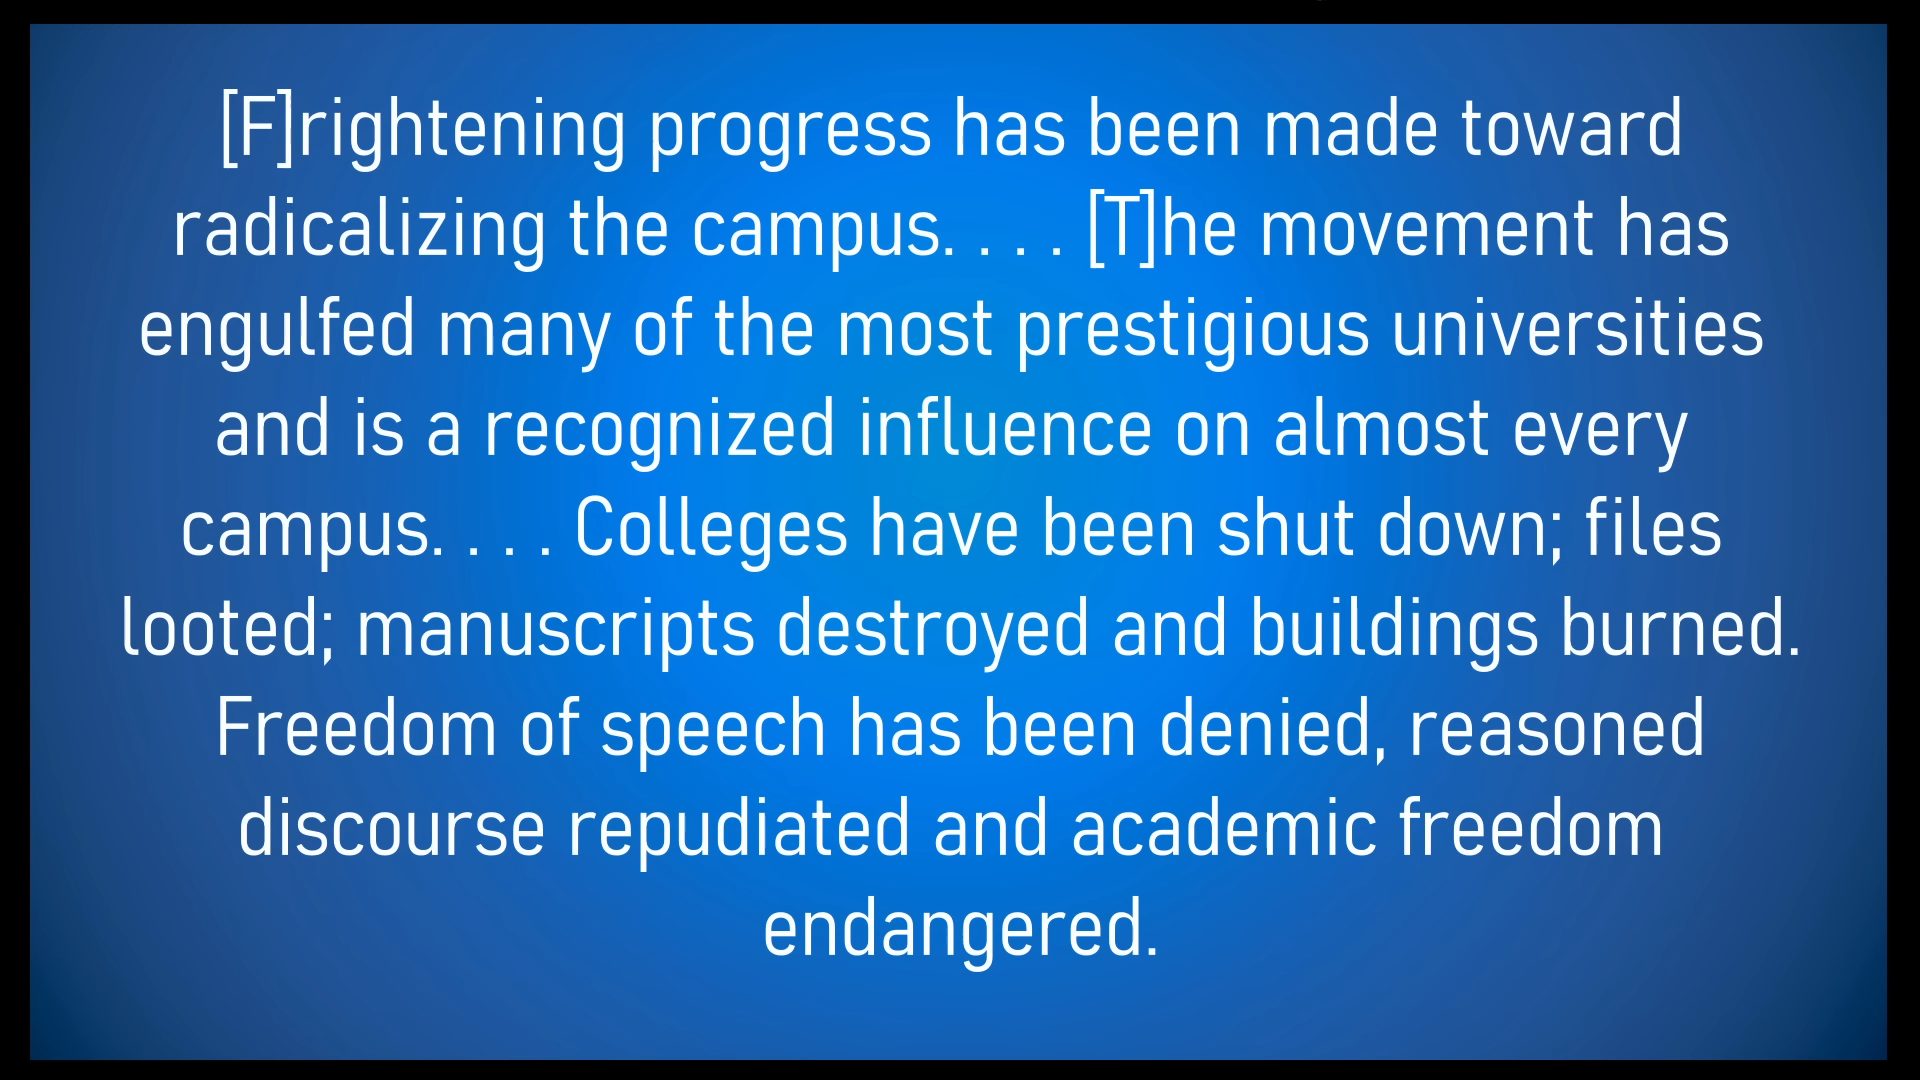 [F]rightening progress has been made toward
radicalizing the campus. . . . [T]he movement has
engulfed many of the most prestigious universities
and is a recognized influence on almost every
campus. . . . Colleges have been shut down; files
looted; manuscripts destroyed and buildings burned.
Freedom of speech has been denied, reasoned
discourse repudiated and academic freedom
endangered.